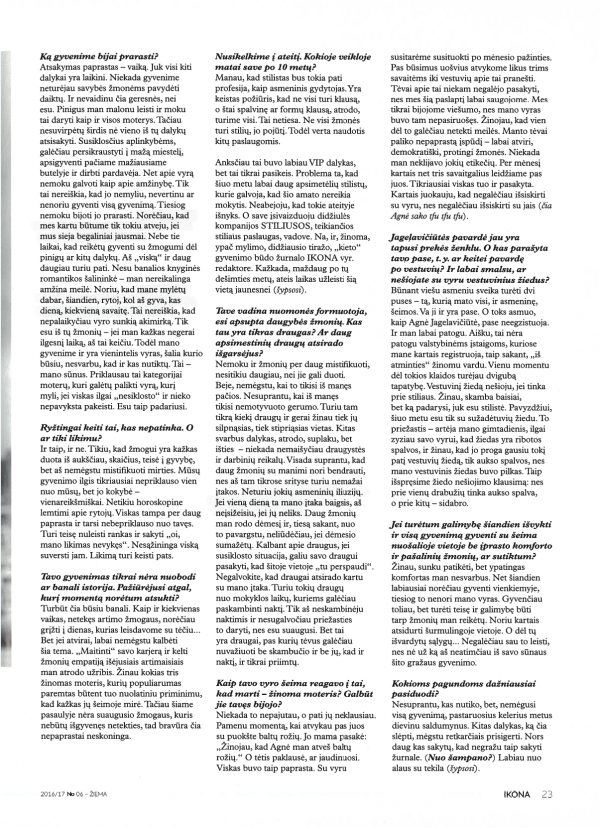 Ką gyvenime bijai prarasti?
Atsakymas paprastas – vaiką. Juk visi kiti
dalykai yra laikini. Niekada gyvenime
neturėjau savybės žmonėms pavydėti
daiktų. Ir nevaidinu čia geresnės, nei
esu. Pinigus man malonu leisti ir moku
tai daryti kaip ir visos moterys. Tačiau
nesuvirpėtų širdis nė vieno iš tų dalykų
atsisakyti. Susiklosčius aplinkybėms,
galėčiau persikraustyti į mažą miestelį,
apsigyventi pačiame mažiausiame
butelyje ir dirbti pardavėja. Net apie vyrą
nemoku galvoti kaip apie amžinybę. Tik
tai nereiškia, kad jo nemyliu, nevertinu ar
nenoriu gyventi visą gyvenimą. Tiesiog
nemoku bijoti jo prarasti. Norėčiau, kad
mes kartu būtume tik tokiu atveju, jei
mus sieja begaliniai jausmai. Nebe tie
laikai, kad reikėtų gyventi su žmogumi dėl
pinigų ar kitų dalykų. Aš „viską“ ir daug
daugiau turiu pati. Nesu banalios knyginės
romantikos šalininkė – man nereikalinga
amžina meilė. Noriu, kad mane mylėtų
dabar, šiandien, rytoj, kol aš gyva, kas
dieną, kiekvieną savaitę. Tai nereiškia, kad
nepalaikyčiau vyro sunkią akimirką. Tik
esu iš tų žmonių – jei man kažkas negerai
ilgesnį laiką, aš tai keičiu. Todėl mano
gyvenime ir yra vienintelis vyras, šalia kurio
būsiu, nesvarbu, kad ir kas nutiktų. Tai –
mano sūnus. Priklausau tai kategorijai
moterų, kuri galėtų palikti vyrą, kurį
myli, jei viskas ilgai „nesiklosto“ ir nieko
nepavyksta pakeisti. Esu taip padariusi.

Ryžtingai keiti tai, kas nepatinka. O
ar tiki likimu?
Ir taip, ir ne. Tikiu, kad žmogui yra kažkas
duota iš aukščiau, skaičius, teisė į gyvybę,
bet aš nemėgstu mistifikuoti mirties. Mūsų
gyvenimo ilgis tikriausiai nepriklauso vien
nuo mūsų, bet jo kokybė –
vienareikšmiškai. Netikiu horoskopine
lemtimi apie rytojų. Viskas tampa per daug
paprasta ir tarsi nebepriklauso nuo tavęs.
Turi teisę nuleisti rankas ir sakyti „oi,
mano likimas nevykęs“. Nesąžininga viską
suversti jam. Likimą turi keisti pats.

Tavo gyvenimas tikrai nėra nuobodi
ar banali istorija. Pažiūrėjusi atgal,
kurį momentą norėtum atsukti?
Turbūt čia būsiu banali. Kaip ir kiekvienas
vaikas, netekęs artimo žmogaus, norėčiau
grįžti į dienas, kurias leisdavome su tėčiu...
Bet jei atvirai, labai nemėgstu kalbėti
šia tema. „Maitinti“ savo karjerą ir kelti
žmonių empatiją išėjusiais artimaisiais
man atrodo užribis. Žinau kokias tris
žinomas moteris, kurių populiarumas
paremtas būtent tuo nuolatiniu priminimu,
kad kažkas jų šeimoje mirė. Tačiau šiame
pasaulyje nėra suaugusio žmogaus, kuris
nebūtų išgyvenęs netekties, tad bravūra čia
nepaprastai neskoninga.

Nusikelkime į ateitį. Kokioje veikloje
matai save po 10 metų?
Manau, kad stilistas bus tokia pati
profesija, kaip asmeninis gydytojas. Yra
keistas požiūris, kad ne visi turi klausą,
o štai spalvinę ar formų klausą, atrodo,
turime visi. Tai netiesa. Ne visi žmonės
turi stilių, jo pojūtį. Todėl verta naudotis
kitų paslaugomis.

Anksčiau tai buvo labiau VIP dalykas,
bet tai tikrai pasikeis. Problema ta, kad
šiuo metu labai daug apsimetėlių stilistų,
kurie galvoja, kad šio amato nereikia
mokytis. Neabejoju, kad tokie ateityje
išnyks. O save įsivaizduoju didžiulės
kompanijos STILIUSOS, teikiančios
stiliaus paslaugas, vadove. Na, ir, žinoma,
ypač mylimo, didžiausio tiražo, „kieto“
gyvenimo būdo žurnalo IKONA vyr.
redaktore. Kažkada, maždaug po tų
dešimties metų, ateis laikas užleisti šią
vietą jaunesnei (šypsosi).

Tave vadina nuomonės formuotoja,
esi apsupta daugybės žmonių. Kas
tau yra tikras draugas? Ar daug
apsimestinių draugų atsirado
išgarsėjus?
Nemoku ir žmonių per daug mistifikuoti,
nesitikiu daugiau, nei jie gali duoti.
Beje, nemėgstu, kai to tikisi iš manęs
pačios. Nesuprantu, kai iš manęs
tikisi nemotyvuoto gerumo. Turiu tam
tikrą kiekį draugų ir gerai žinau tiek jų
silpnąsias, tiek stipriąsias vietas. Kitas
svarbus dalykas, atrodo, suplaku, bet
išties – niekada nemaišyčiau draugystės
ir darbinių reikalų. Visada suprantu, kad
daug žmonių su manimi nori bendrauti,
nes aš tam tikrose srityse turiu nemažai
įtakos. Neturiu jokių asmeninių iliuzijų.
Jei vieną dieną ta mano įtaka baigsis, aš
neįsižeisiu, jei jų neliks. Daug žmonių
man rodo dėmesį ir, tiesą sakant, nuo
to pavargstu, neliūdėčiau, jei dėmesio
sumažėtų. Kalbant apie draugus, jei
susiklosto situacija, galiu savo draugui
pasakyti, kad šitoje vietoje „tu perspaudi“.
Negalvokite, kad draugai atsirado kartu
su mano įtaka. Turiu tokių draugų
nuo mokyklos laikų, kuriems galėčiau
paskambinti naktį. Tik aš neskambinėju
naktimis ir nesugalvočiau priežasties
to daryti, nes esu suaugusi. Bet tai
yra draugai, pas kurių tėvus galėčiau
nuvažiuoti be skambučio ir be jų, kad ir
naktį, ir tikrai priimtų.

Kaip tavo vyro šeima reagavo į tai,
kad marti – žinoma moteris? Galbūt
jie tavęs bijojo?
Niekada to nepajutau, o pati jų neklausiau.
Pamenu momentą, kai atvykau pas juos
su puokšte baltų rožių. Jo mama pasakė:
„Žinojau, kad Agnė man atveš baltų
rožių.“ O tėtis paklausė, ar jaudinuosi.
Viskas buvo taip paprasta. Su vyru
susitarėme susituokti po mėnesio pažinties.
Pas būsimus uošvius atvykome likus trims
savaitėms iki vestuvių apie tai pranešti.
Tėvai apie tai niekam negalėjo pasakyti,
nes mes šią paslaptį labai saugojome. Mes
tikrai bijojome viešumo, nes mano vyras
buvo tam nepasiruošęs. Žinojau, kad vien
dėl to galėčiau netekti meilės. Manto tėvai
paliko nepaprastą įspūdį – labai atviri,
demokratiški, protingi žmonės. Niekada
man neklijavo jokių etikečių. Per mėnesį
kartais net tris savaitgalius leidžiame pas
juos. Tikriausiai viskas tuo ir pasakyta.
Kartais juokauju, kad negalėčiau išsiskirti
su vyru, nes negalėčiau išsiskirti su jais (čia
Agnė sako tfu tfu tfu).

Jageļavičiūtės pavardė jau yra
tapusi prekės ženklu. O kas parašyta
tavo pase, t. y. ar keitei pavardę
po vestuvių? Ir labai smalsu, ar
nešiojate su vyru vestuvinius žiedus?
Būnant viešu asmeniu sveika turėti dvi
puses – tą, kurią mato visi, ir asmeninę,
šeimos. Va ji ir yra pase. O toks asmuo,
kaip Agnė Jagelavičiūtė, pase neegzistuoja.
Ir man labai patogu. Aišku, tai nėra
patogu valstybinėms įstaigoms, kuriose
mane kartais registruoja, taip sakant, „iš
atminties“ žinomu vardu. Vienu momentu
dėl tokios klaidos turėjau dvigubą
tapatybę. Vestuvinį žiedą nešioju, jei tinka
prie stiliaus. Žinau, skamba baisiai,
bet ką padarysi, juk esu stilistė. Pavyzdžiui,
šiuo metu esu tik su sužadėtuvių žiedu. To
priežastis – artėja mano gimtadienis, ilgai
zyziau savo vyrui, kad žiedas yra ribotos
spalvos, ir žinau, kad jo proga gausiu tokį
patį vestuvių žiedą, tik aukso spalvos, nes
mano vestuvinis žiedas buvo pilkas. Taip
išspręsime žiedo nešiojimo klausimą: nes
prie vienų drabužių tinka aukso spalva,
o prie kitų – sidabro.

Jei turėtum galimybę šiandien išvykti
ir visą gyvenimą gyventi su šeima
nuošalioje vietoje be įprasto komforto
ir pašalinių žmonių, ar sutiktum?
Žinau, sunku patikėti, bet ypatingas
komfortas man nesvarbus. Net šiandien
labiausiai norėčiau gyventi vienkiemyje,
tiesiog to nenori mano vyras. Gyvenčiau
toliau, bet turėti teisę ir galimybę būti
tarp žmonių man reikėtų. Noriu kartais
atsidurti šurmulingoje vietoje. O dėl tų
išvardytų sąlygų... Negalėčiau sau to leisti,
nes nė už ką aš neatimčiau iš savo sūnaus
šito gražaus gyvenimo.

Kokioms pagundoms dažniausiai
pasiduodi?
Nesuprantu, kas nutiko, bet, nemėgusi
visą gyvenimą, pastaruosius kelerius metus
dievinu saldumynus. Kitas dalykas, ką čia
slėpti, mėgstu retkarčiais prisigerti. Nors
daug kas sakytų, kad negražu taip sakyti
žurnale. (Nuo šampano?) Labiau nuo
alaus su tekila (šypsosi).

2016/17 No 06 – ŽIEMA
IKONA 23